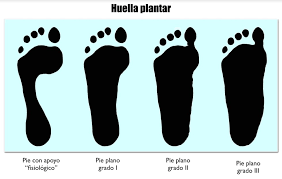 Huella plantar
Pie con apoyo
"fisiológico"
Pie plano
grado I
Pie plano
grado II
Pie plano
grado III